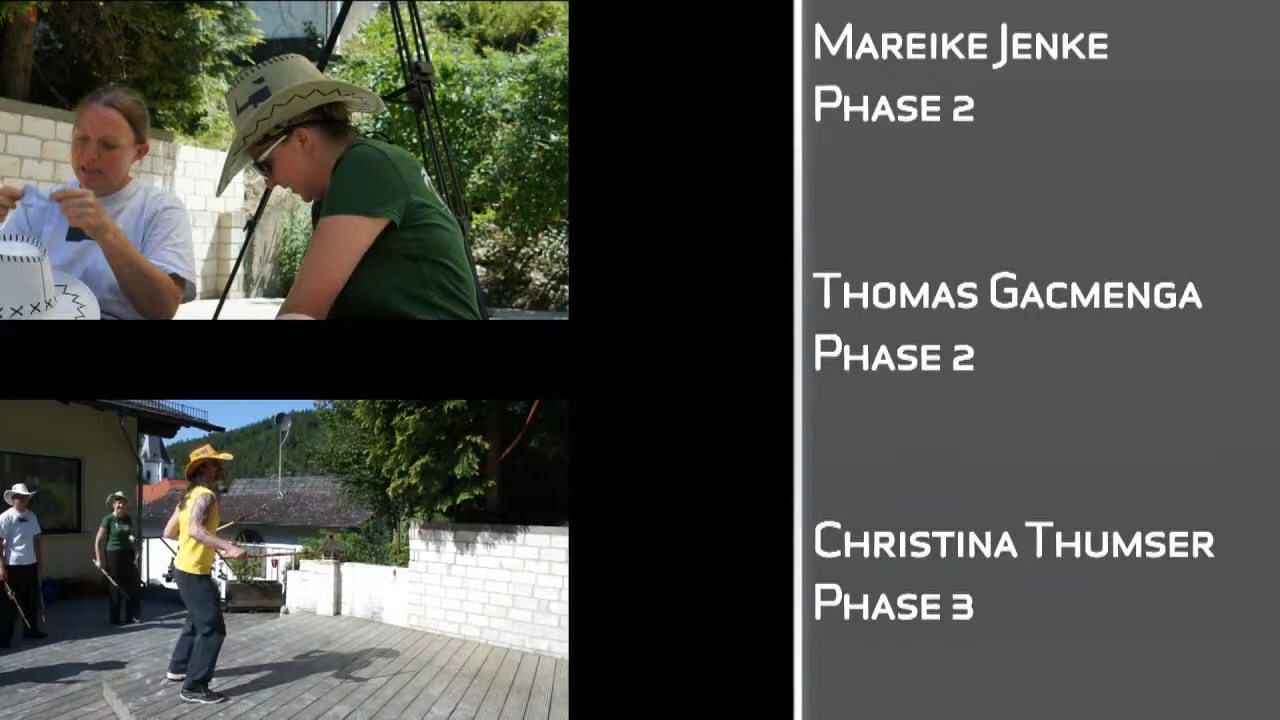 Mareike Jenke
Phase 2
Thomas Gacmenga
Phase 2
Christina Thumser
Phase 3